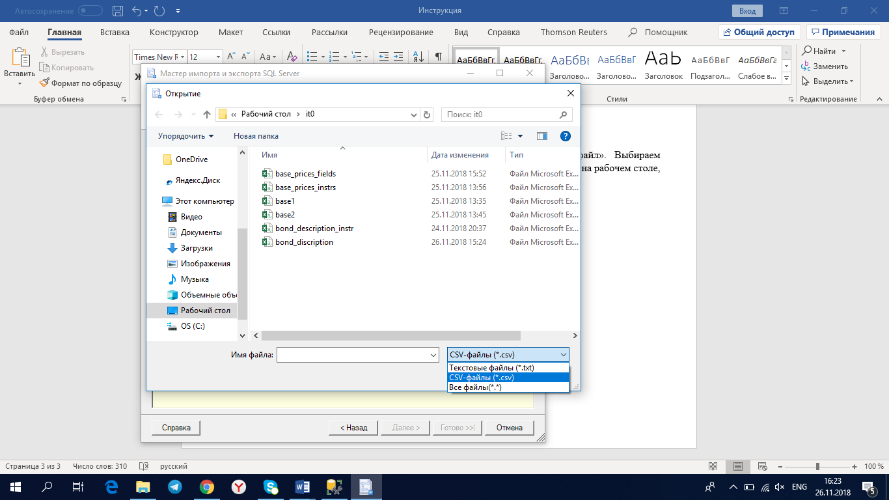 Автосохранение
Инструкция
Вход
Файл Главная Вставка Конструктор Макет Ссылки Рассылки Рецензирование Вид Справка Thomson Reuters Помощник Общий доступ Примечания
Вставить
Вырезать
Копировать
Формат по образцу
Буфер обмена
Times New R 12
Ж
АаБбВвГг АаБбВвГг, АаБбВвГ АаБбВвГ АаЬ АаБбВвГг АаБбВвГг,
Заголово... Заголово... Заголовок Подзагол... Слабое в...
Стили
Найти
Заменить
Выделить
Редактирование
Мастер импорта и экспорта SQL Server
Открытие
« Рабочий стол › it0
Поиск: it0
Упорядочить Новая папка
Имя Дата изменения Тип
OneDrive
Яндекс.Диск
Этот компьютер
Видео
Документы
Загрузки
Изображения
Музыка
Объемные объ
Рабочий стол
OS (C:)
base_prices_fields 25.11.2018 15:52 Файл Microsoft Ex...
base_prices_instrs 25.11.2018 13:56 Файл Microsoft Ex...
base1 25.11.2018 13:35 Файл Microsoft Ex...
base2 25.11.2018 13:45 Файл Microsoft Ex...
bond_description_instr 24.11.2018 20:37 Файл Microsoft Ex...
bond_discription 26.11.2018 15:24 Файл Microsoft Ex...
Имя файла:
CSV-файлы (*.csv)
Текстовые файлы (*.txt)
CSV-файлы (*.csv)
Все файлы(*.*)
айл». Выбираем
на рабочем столе,
Справка < Назад Далее > Готово >>| Отмена
Страница 3 из 3 Число слов: 310 русский 100 %
ENG
16:23
26.11.2018
5